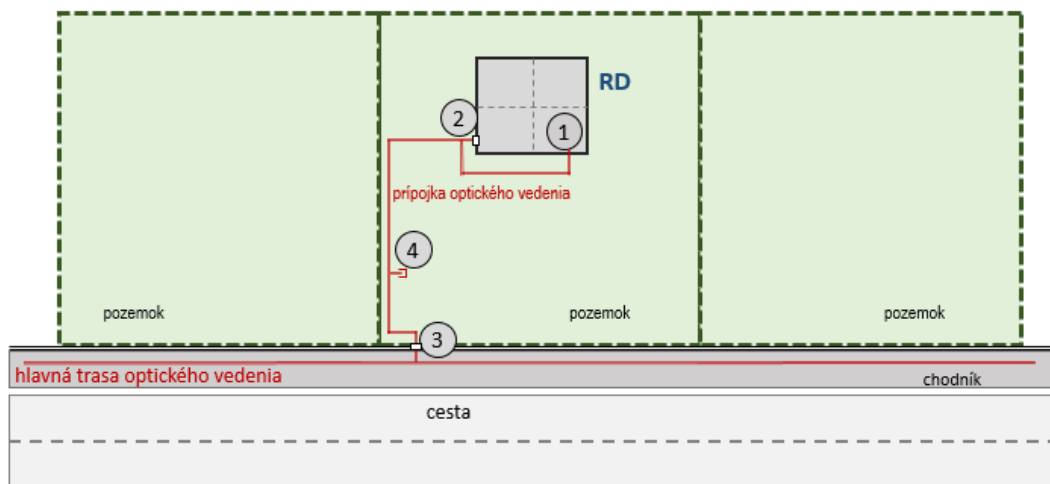 RD
2
1
prípojka optického vedenia
4
pozemok
pozemok
pozemok
3
hlavná trasa optického vedenia
chodník
cesta